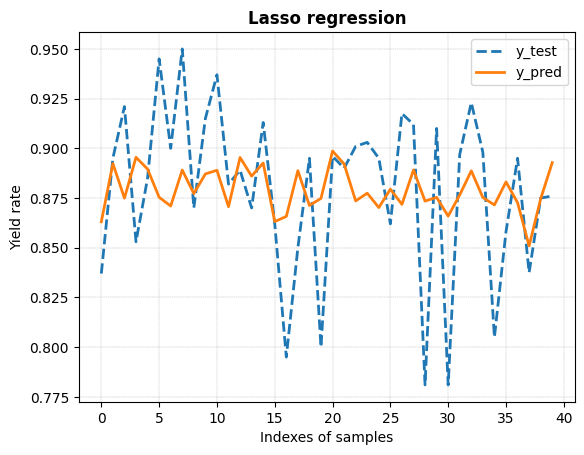 Lasso regression
y_test
y_pred
Yield rate
0.950
0.925
0.900
0.875
0.850
0.825
0.800
0.775
0 5 10 15 20 25 30 35 40
Indexes of samples